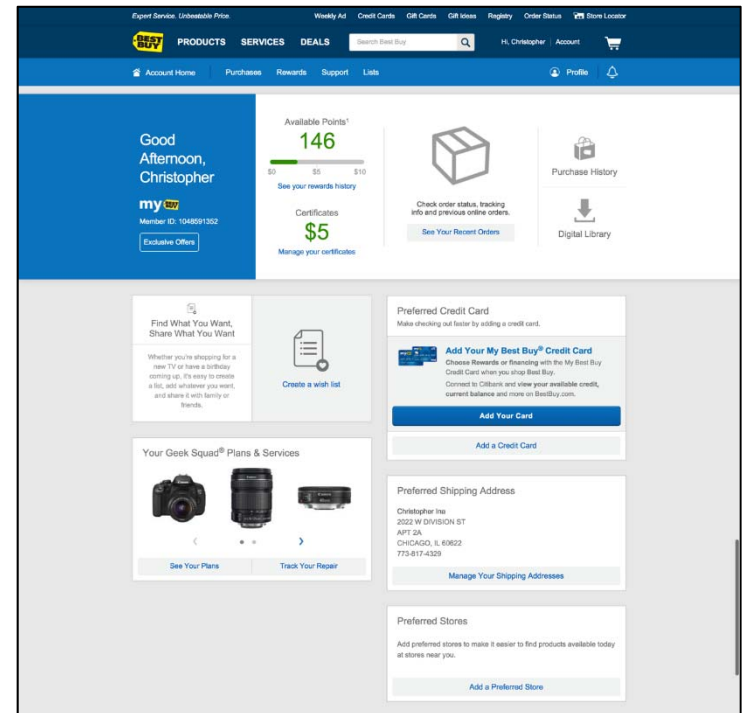 Expert Service. Unbeatable Price.
Weekly Ad Credit Cards Gift Cards Gift Ideas Registry Order Status Store Locator
BEST BUY PRODUCTS SERVICES DEALS Search Best Buy Hi, Christopher Account
Account Home Purchases Rewards Support Lists Profile
Good
Afternoon,
Christopher
my BEST BUY
Member ID: 1048591352
Exclusive Offers
Available Points¹
146
$0 $5 $10
See your rewards history
Certificates
$5
Manage your certificates
Check order status, tracking
info and previous online orders.
See Your Recent Orders
Purchase History
Digital Library
Find What You Want,
Share What You Want
Whether you're shopping for a
new TV or have a birthday
coming up, it's easy to create
a list, add whatever you want,
and share it with family or
friends.
Create a wish list
Your Geek Squad® Plans & Services
See Your Plans Track Your Repair
Preferred Credit Card
Make checking out faster by adding a credit card.
Add Your My Best Buy® Credit Card
Choose Rewards or financing with the My Best Buy
Credit Card when you shop Best Buy.
Connect to Citibank and view your available credit,
current balance and more on BestBuy.com.
Add Your Card
Add a Credit Card
Preferred Shipping Address
Christopher Ine
2022 W DIVISION ST
APT 2A
CHICAGO, IL 60622
773-817-4329
Manage Your Shipping Addresses
Preferred Stores
Add preferred stores to make it easier to find products available today
at stores near you.
Add a Preferred Store